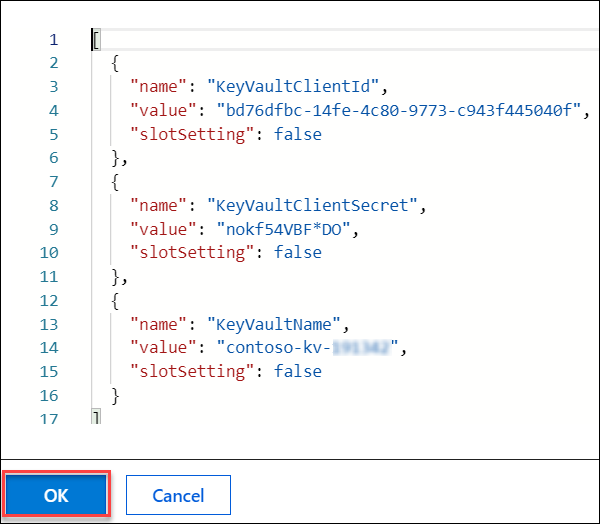 1 [
2 {
3 "name": "KeyVaultClientId",
4 "value": "bd76dfbc-14fe-4c80-9773-c943f445040f",
5 "slotSetting": false
6 },
7 {
8 "name": "KeyVaultClientSecret",
9 "value": "nokf54VBF*DO",
10 "slotSetting": false
11 },
12 {
13 "name": "KeyVaultName",
14 "value": "contoso-kv-",
15 "slotSetting": false
16 }
17 ]
OK Cancel